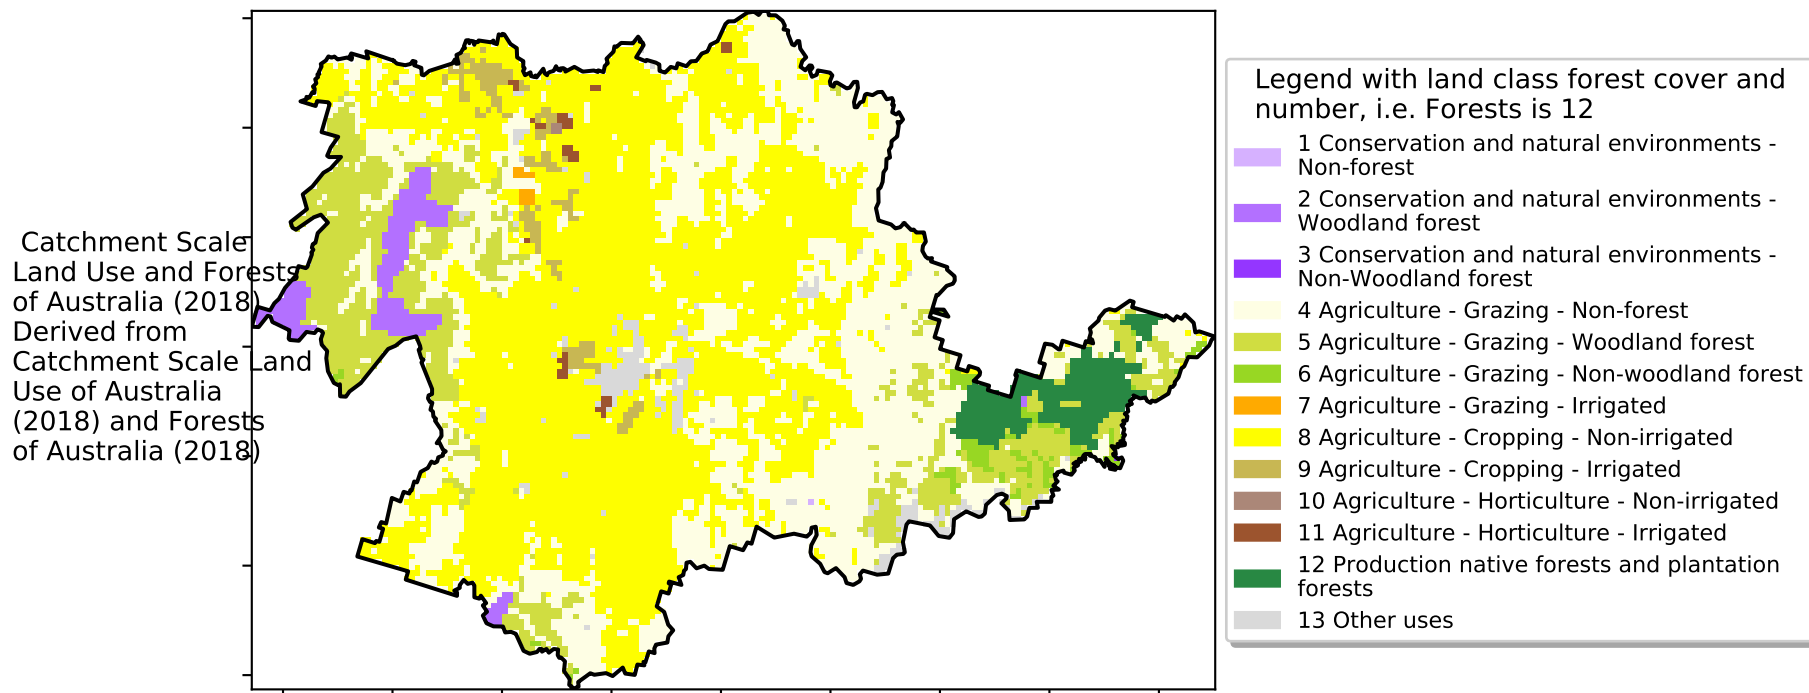 Catchment Scale
Land Use and Forests
of Australia (2018)
Derived from
Catchment Scale Land
Use of Australia
(2018) and Forests
of Australia (2018)
Legend with land class forest cover and
number, i.e. Forests is 12
1 Conservation and natural environments -
Non-forest
2 Conservation and natural environments -
Woodland forest
3 Conservation and natural environments -
Non-Woodland forest
4 Agriculture - Grazing - Non-forest
5 Agriculture - Grazing - Woodland forest
6 Agriculture - Grazing - Non-woodland forest
7 Agriculture - Grazing - Irrigated
8 Agriculture - Cropping - Non-irrigated
9 Agriculture - Cropping - Irrigated
10 Agriculture - Horticulture - Non-irrigated
11 Agriculture - Horticulture - Irrigated
12 Production native forests and plantation
forests
13 Other uses